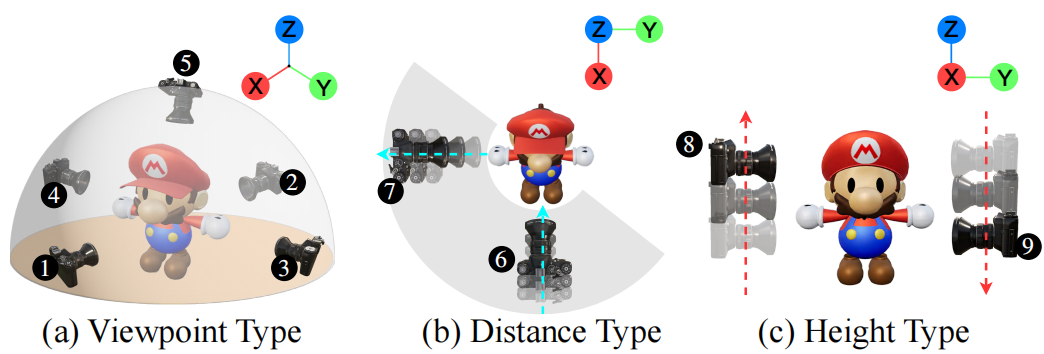 5
Z
X
Y
4
2
1
3
(a) Viewpoint Type
Z
Y
X
M
7
6
(b) Distance Type
Z
X
Y
8
M
9
(c) Height Type